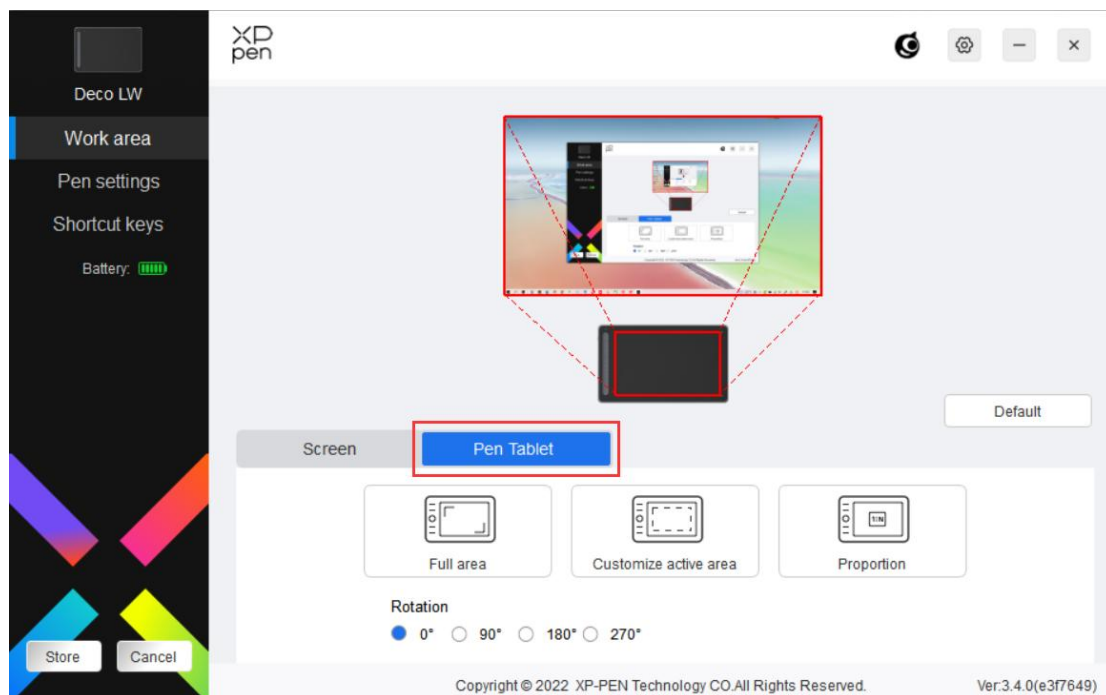 XP
pen
Deco LW
Work area
Pen settings
Shortcut keys
Battery:
Default
Screen
Pen Tablet
Full area
Customize active area
1:N
Proportion
Rotation
0° 90° 180° 270°
Store
Cancel
Copyright © 2022 XP-PEN Technology CO.All Rights Reserved.
Ver:3.4.0(e3f7649)